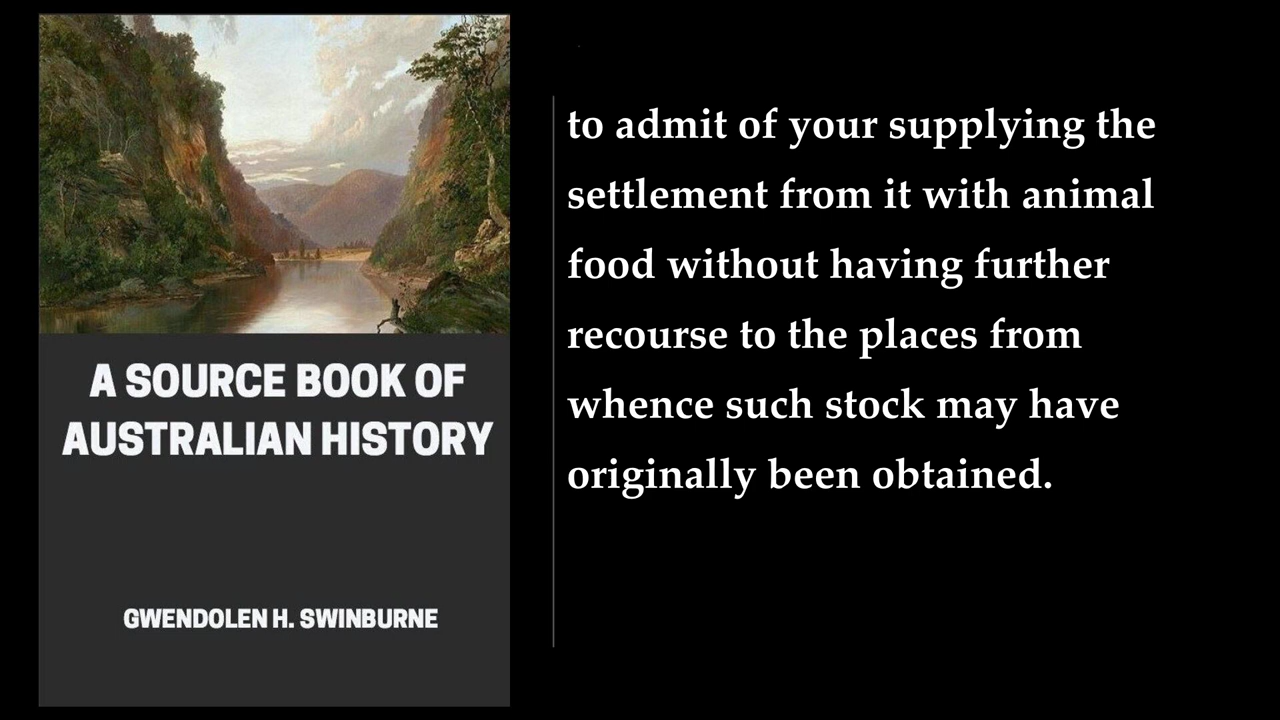 A SOURCE BOOK OF
AUSTRALIAN HISTORY
GWENDOLEN H. SWINBURNE
to admit of your supplying the
settlement from it with animal
food without having further
recourse to the places from
whence such stock may have
originally been obtained.